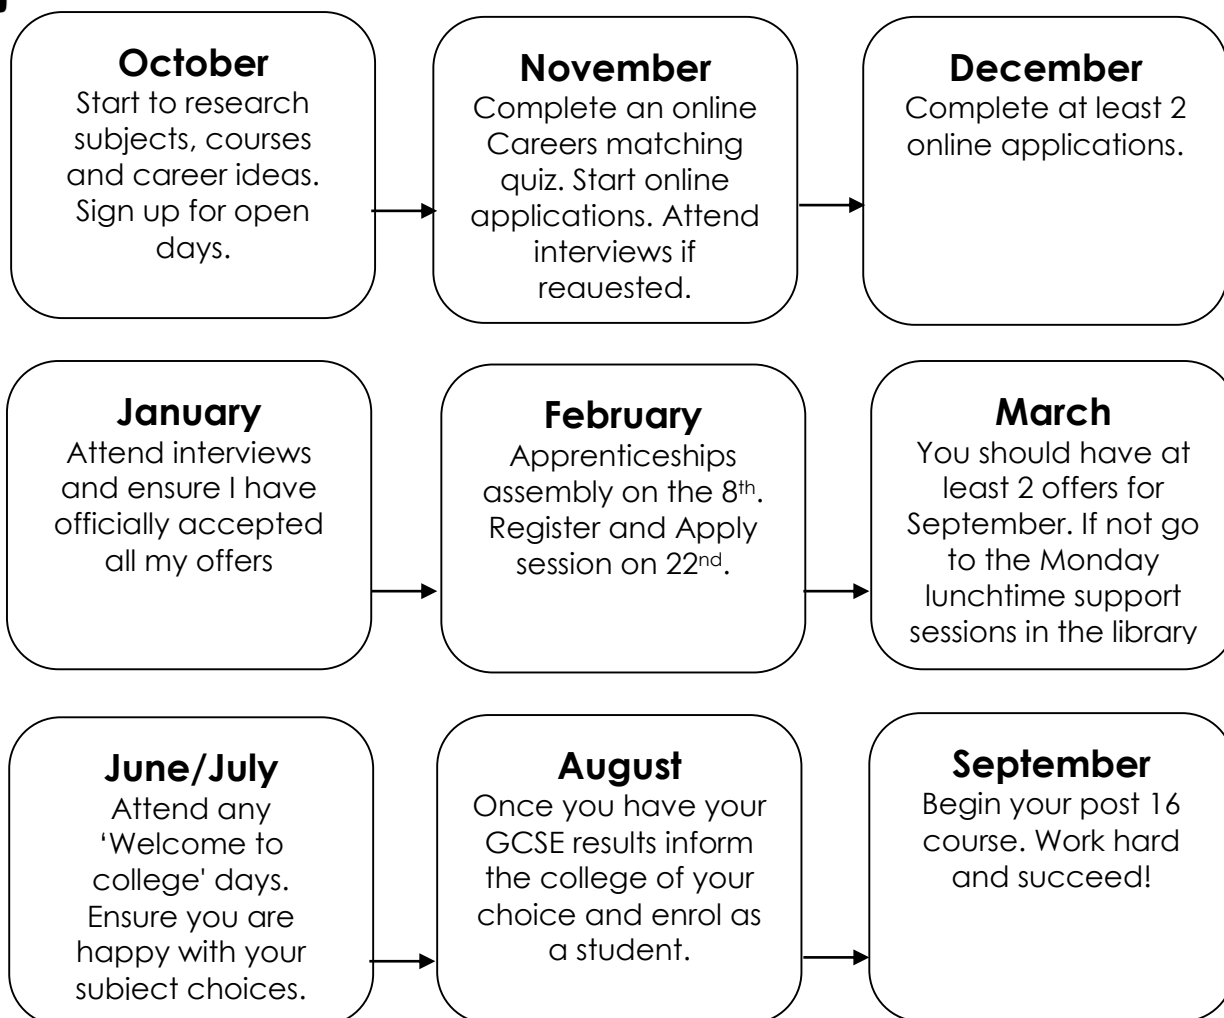 October
Start to research
subjects, courses
and career ideas.
Sign up for open
days.
November
Complete an online
Careers matching
quiz. Start online
applications. Attend
interviews if
requested.
December
Complete at least 2
online applications.
January
Attend interviews
and ensure I have
officially accepted
all my offers
February
Apprenticeships
assembly on the 8th.
Register and Apply
session on 22nd.
March
You should have at
least 2 offers for
September. If not go
to the Monday
lunchtime support
sessions in the library
June/July
Attend any
‘Welcome to
college' days.
Ensure you are
happy with your
subject choices.
August
Once you have your
GCSE results inform
the college of your
choice and enrol as
a student.
September
Begin your post 16
course. Work hard
and succeed!